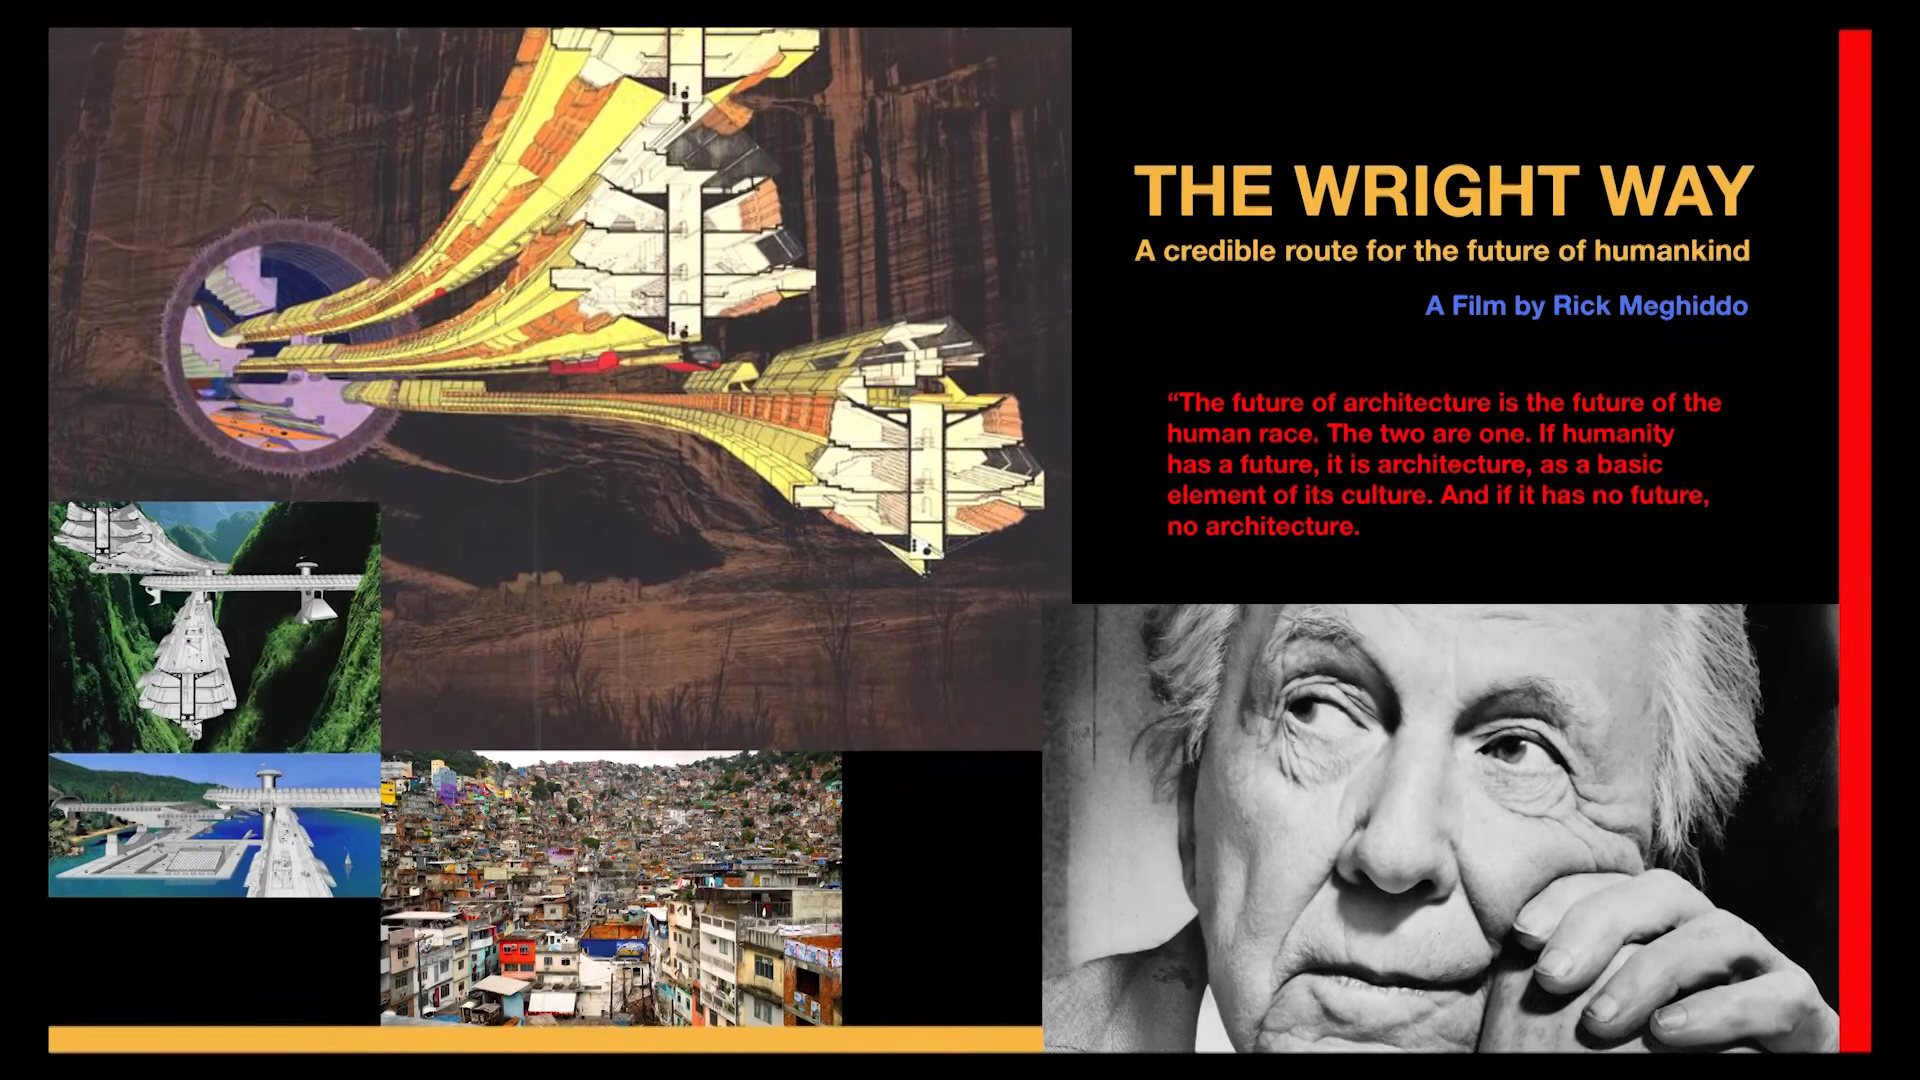 THE WRIGHT WAY
A credible route for the future of humankind
A Film by Rick Meghiddo
“The future of architecture is the future of the
human race. The two are one. If humanity
has a future, it is architecture, as a basic
element of its culture. And if it has no future,
no architecture.